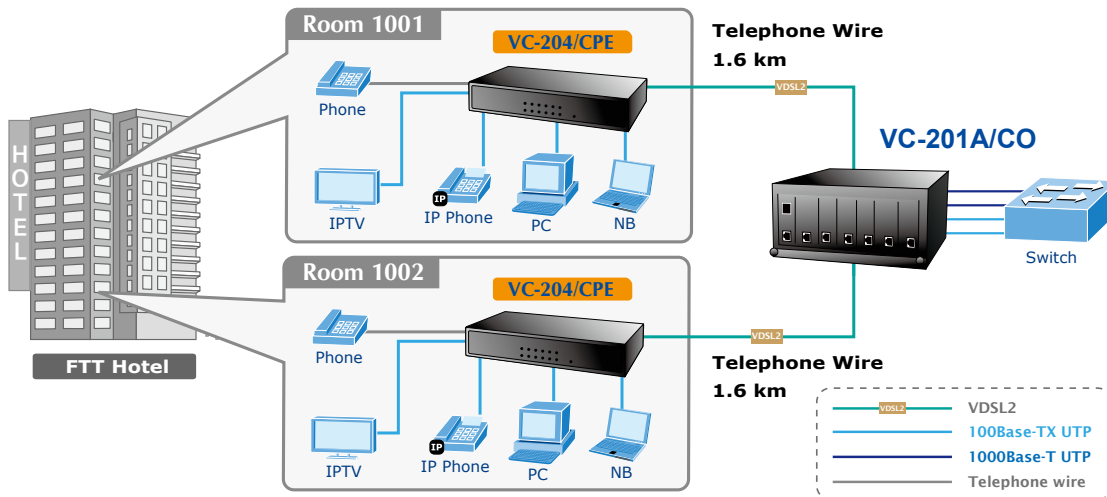 Room 1001
VC-204/CPE
Telephone Wire
1.6 km
VDSL2
Phone
HOTEL
VC-201A/CO
IP
IPTV
IP Phone
PC
NB
Switch
Room 1002
VC-204/CPE
Phone
VDSL2
FTT Hotel
Telephone Wire
1.6 km
IP
IPTV
IP Phone
PC
NB
VDSL2
VDSL2
100Base-TX UTP
1000Base-T UTP
Telephone wire